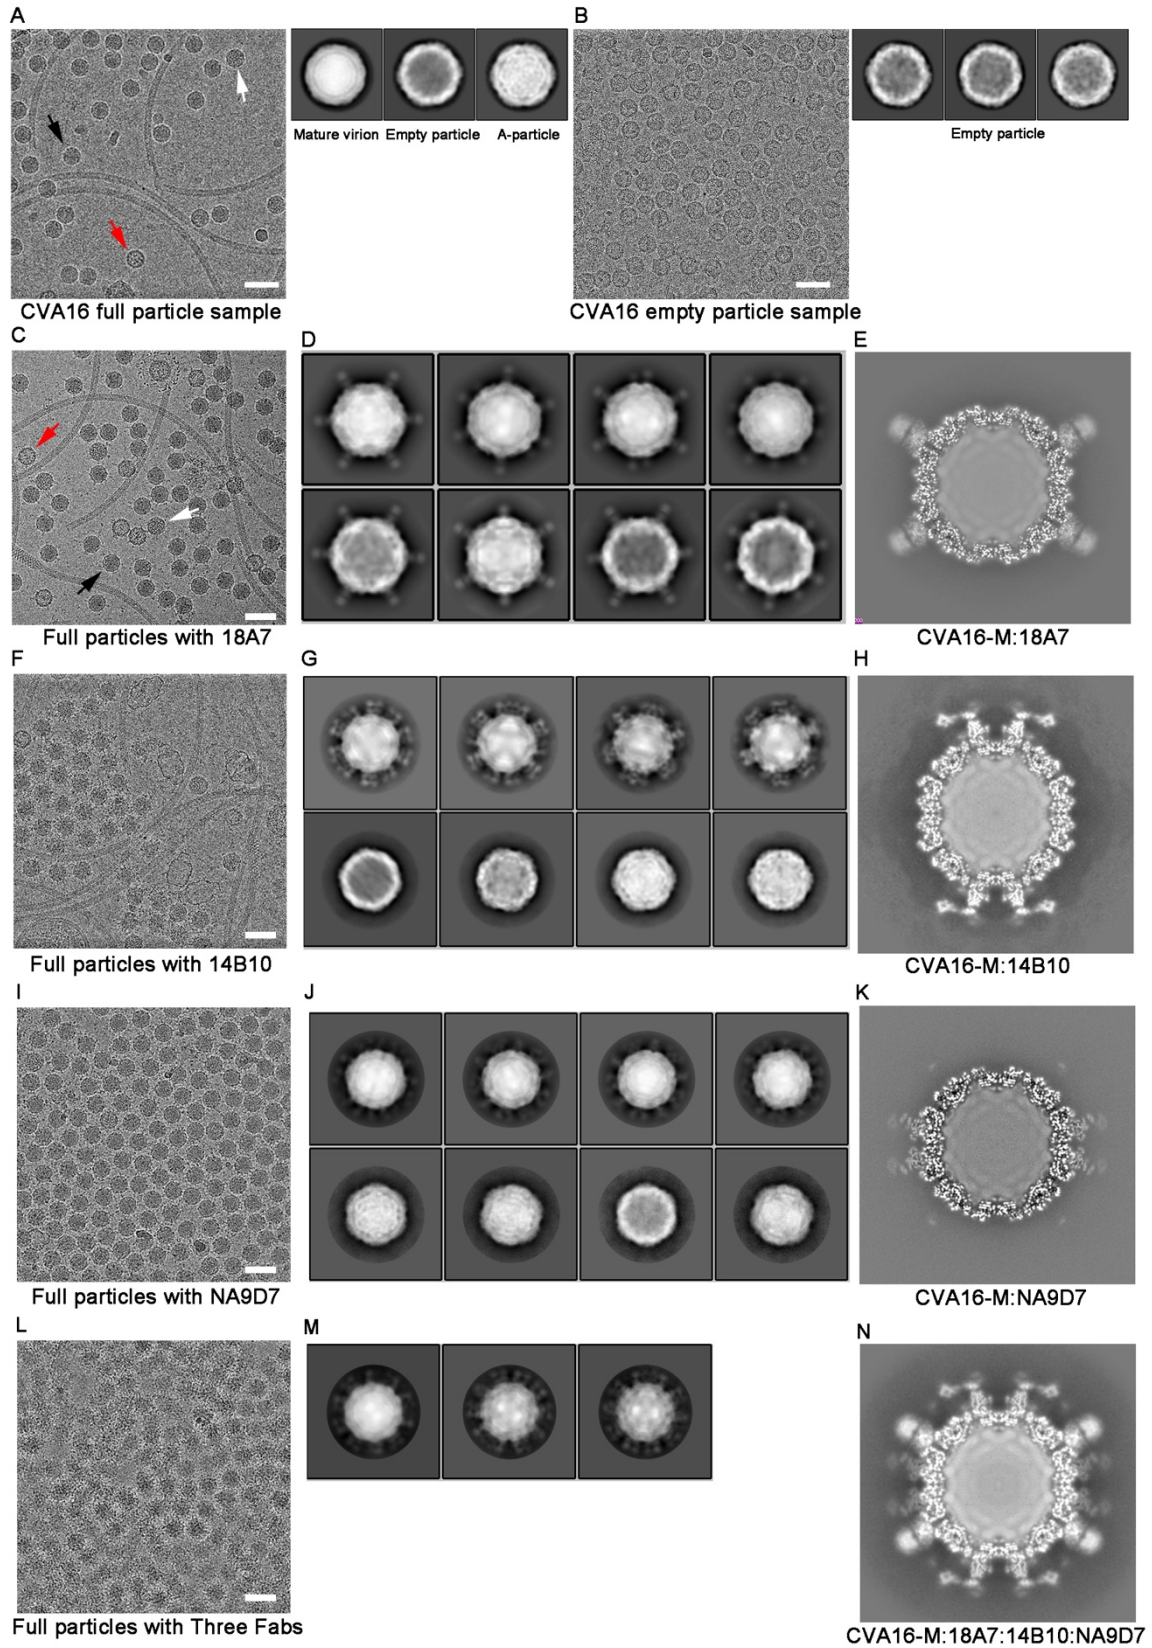 A
B
Mature virion Empty particle A-particle
Empty particle
CVA16 full particle sample
CVA16 empty particle sample
C
D
E
Full particles with 18A7
CVA16-M:18A7
F
G
H
Full particles with 14B10
CVA16-M:14B10
I
J
K
Full particles with NA9D7
CVA16-M:NA9D7
L
M
N
Full particles with Three Fabs
CVA16-M:18A7:14B10:NA9D7